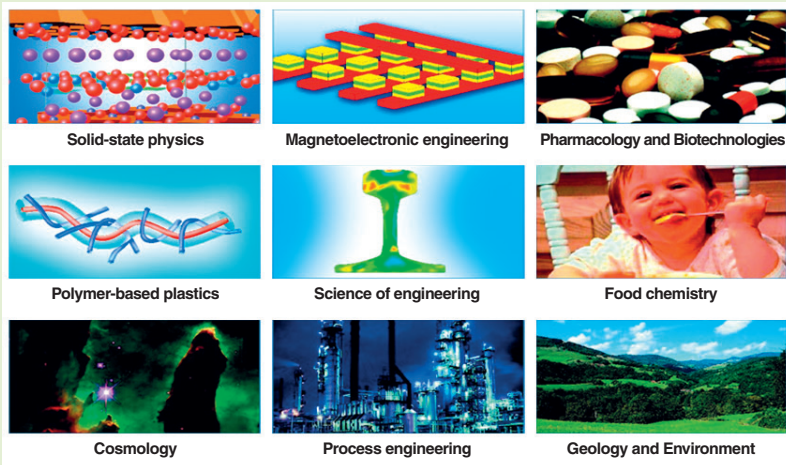 Solid-state physics
Magnetoelectronic engineering
Pharmacology and Biotechnologies
Polymer-based plastics
Science of engineering
Food chemistry
Cosmology
Process engineering
Geology and Environment